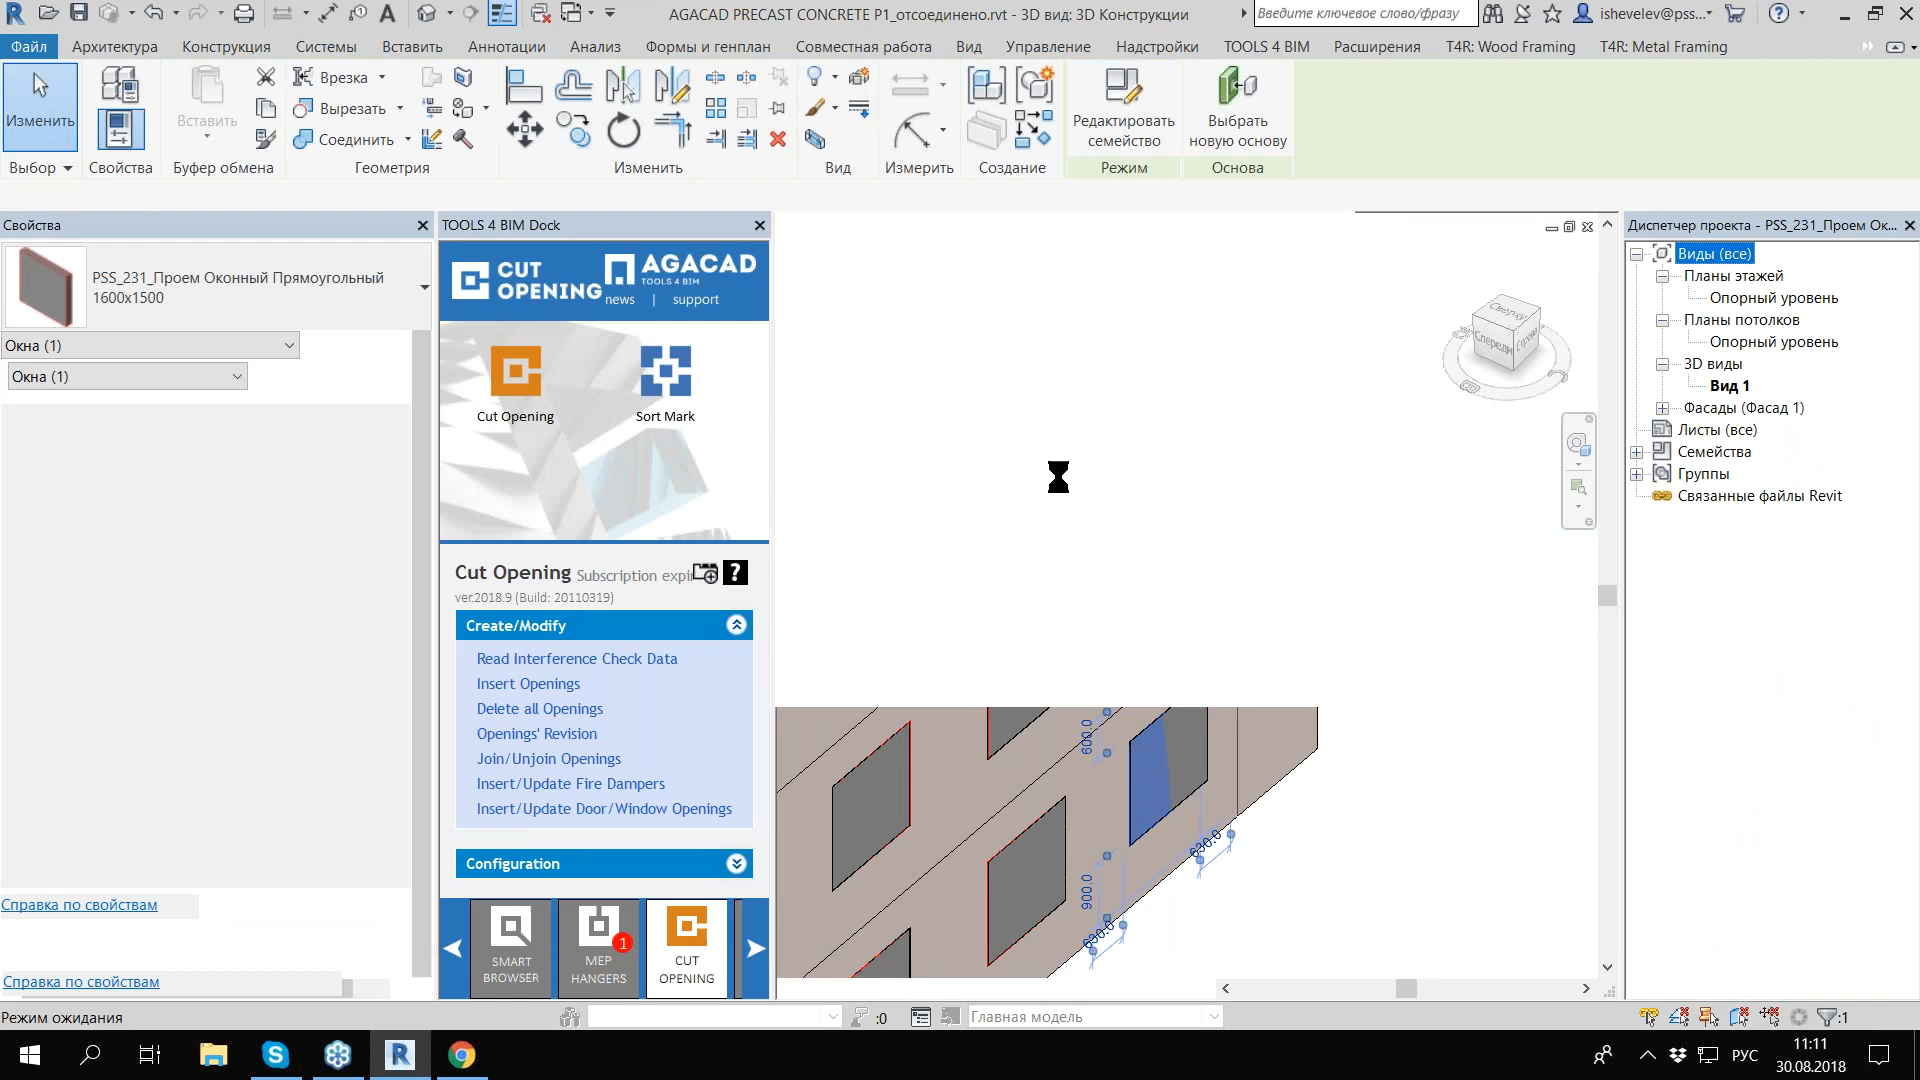 AGACAD PRECAST CONCRETE P1_отсоединено.rvt - 3D вид: 3D Конструкции
Введите ключевое слово/фразу
ishevelev@pss...
Файл
Архитектура
Конструкция
Системы
Вставить
Аннотации
Анализ
Формы и генплан
Совместная работа
Вид
Управление
Надстройки
TOOLS 4 BIM
Расширения
T4R: Wood Framing
T4R: Metal Framing
Изменить
Вставить
Врезка
Вырезать
Соединить
Редактировать
семейство
Выбрать
новую основу
Выбор
Свойства
Буфер обмена
Геометрия
Изменить
Вид
Измерить
Создание
Режим
Основа
Свойства
PSS_231_Проем Оконный Прямоугольный
1600x1500
Окна (1)
Окна (1)
Справка по свойствам
Справка по свойствам
TOOLS 4 BIM Dock
CUT
OPENING
AGACAD
TOOLS 4 BIM
news | support
Cut Opening
Sort Mark
Cut Opening Subscription expi
ver.2018.9 (Build: 20110319)
Create/Modify
Read Interference Check Data
Insert Openings
Delete all Openings
Openings' Revision
Join/Unjoin Openings
Insert/Update Fire Dampers
Insert/Update Door/Window Openings
Configuration
SMART
BROWSER
1
MEP
HANGERS
CUT
OPENING
Сверху
Спереди
600.0
630.0
900.0
630.0
Диспетчер проекта - PSS_231_Проем Ок...
Виды (все)
Планы этажей
Опорный уровень
Планы потолков
Опорный уровень
3D виды
Вид 1
Фасады (Фасад 1)
Листы (все)
Семейства
Группы
Связанные файлы Revit
Режим ожидания
:0
Главная модель
:1
РУС
11:11
30.08.2018